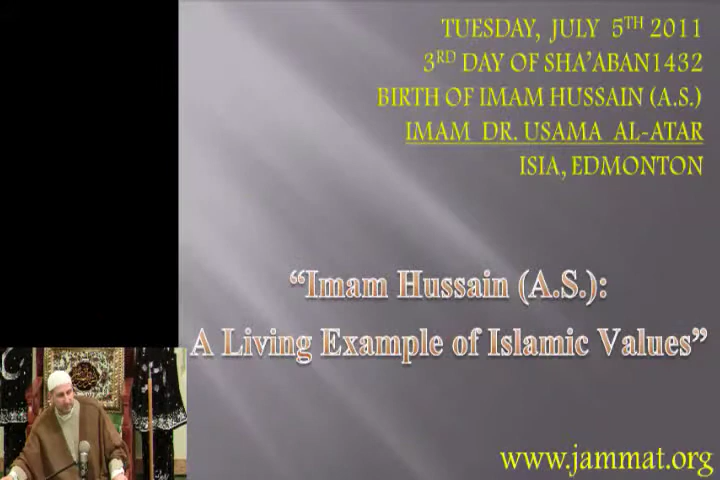 TUESDAY, JULY 5TH 2011
3RD DAY OF SHA'ABAN1432
BIRTH OF IMAM HUSSAIN (A.S.)
IMAM DR. USAMA AL-ATAR
ISIA, EDMONTON
“Imam Hussain (A.S.):
A Living Example of Islamic Values”
www.jammat.org